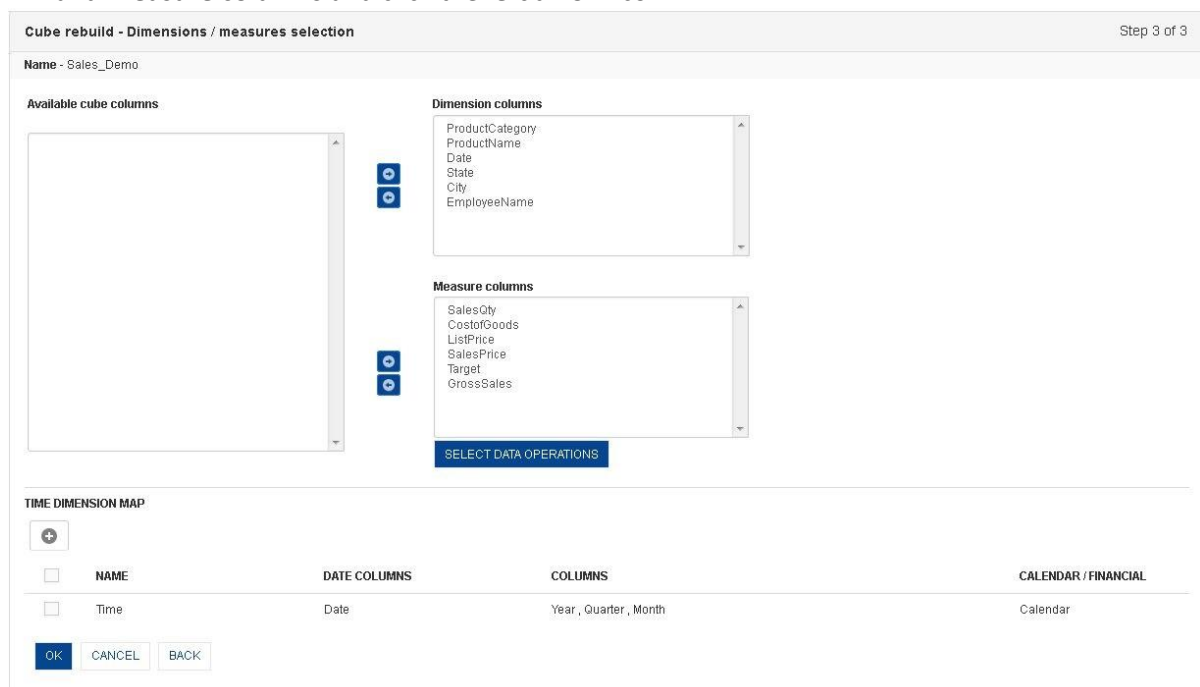 Cube rebuild - Dimensions / measures selection Step 3 of 3
Name - Sales_Demo
Available cube columns
Dimension columns
ProductCategory
ProductName
Date
State
City
EmployeeName
Measure columns
SalesQty
CostofGoods
ListPrice
SalesPrice
Target
GrossSales
SELECT DATA OPERATIONS
TIME DIMENSION MAP
NAME DATE COLUMNS COLUMNS CALENDAR / FINANCIAL
Time Date Year , Quarter , Month Calendar
OK CANCEL BACK